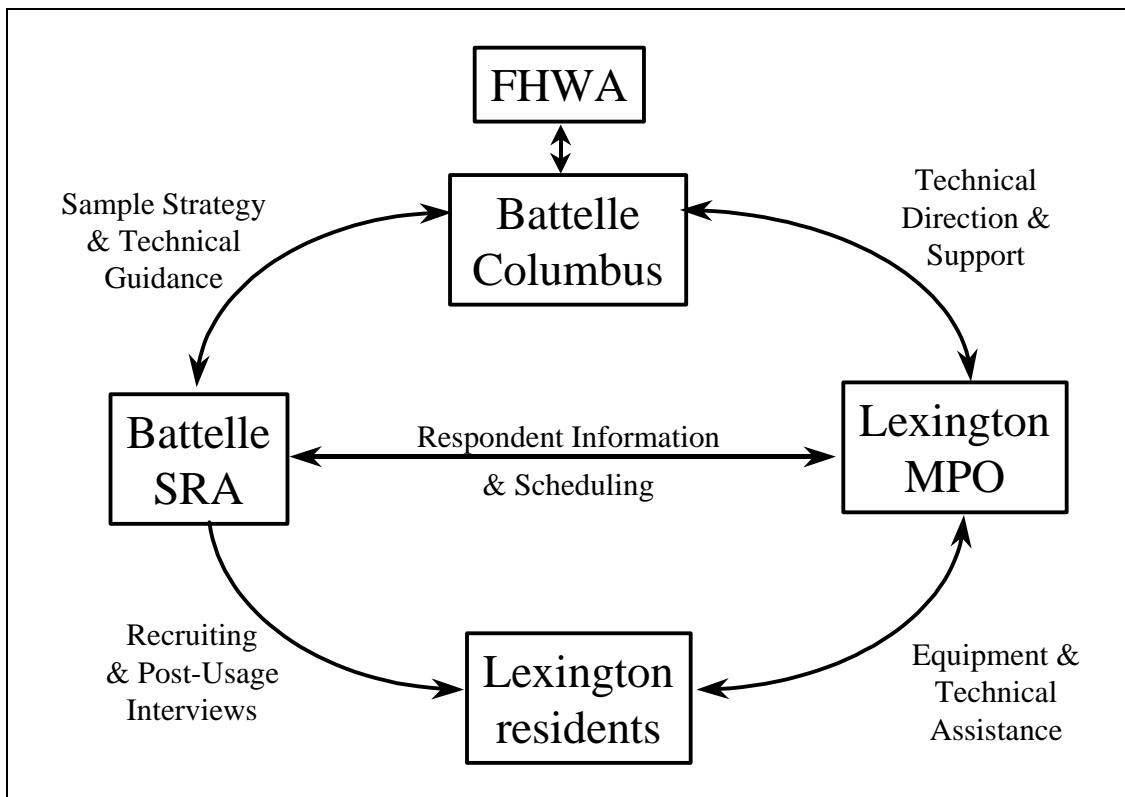 FHWA
Sample Strategy
& Technical
Guidance
Battelle
Columbus
Technical
Direction &
Support
Battelle
SRA
Respondent Information
& Scheduling
Lexington
MPO
Recruiting
& Post-Usage
Interviews
Lexington
residents
Equipment &
Technical
Assistance